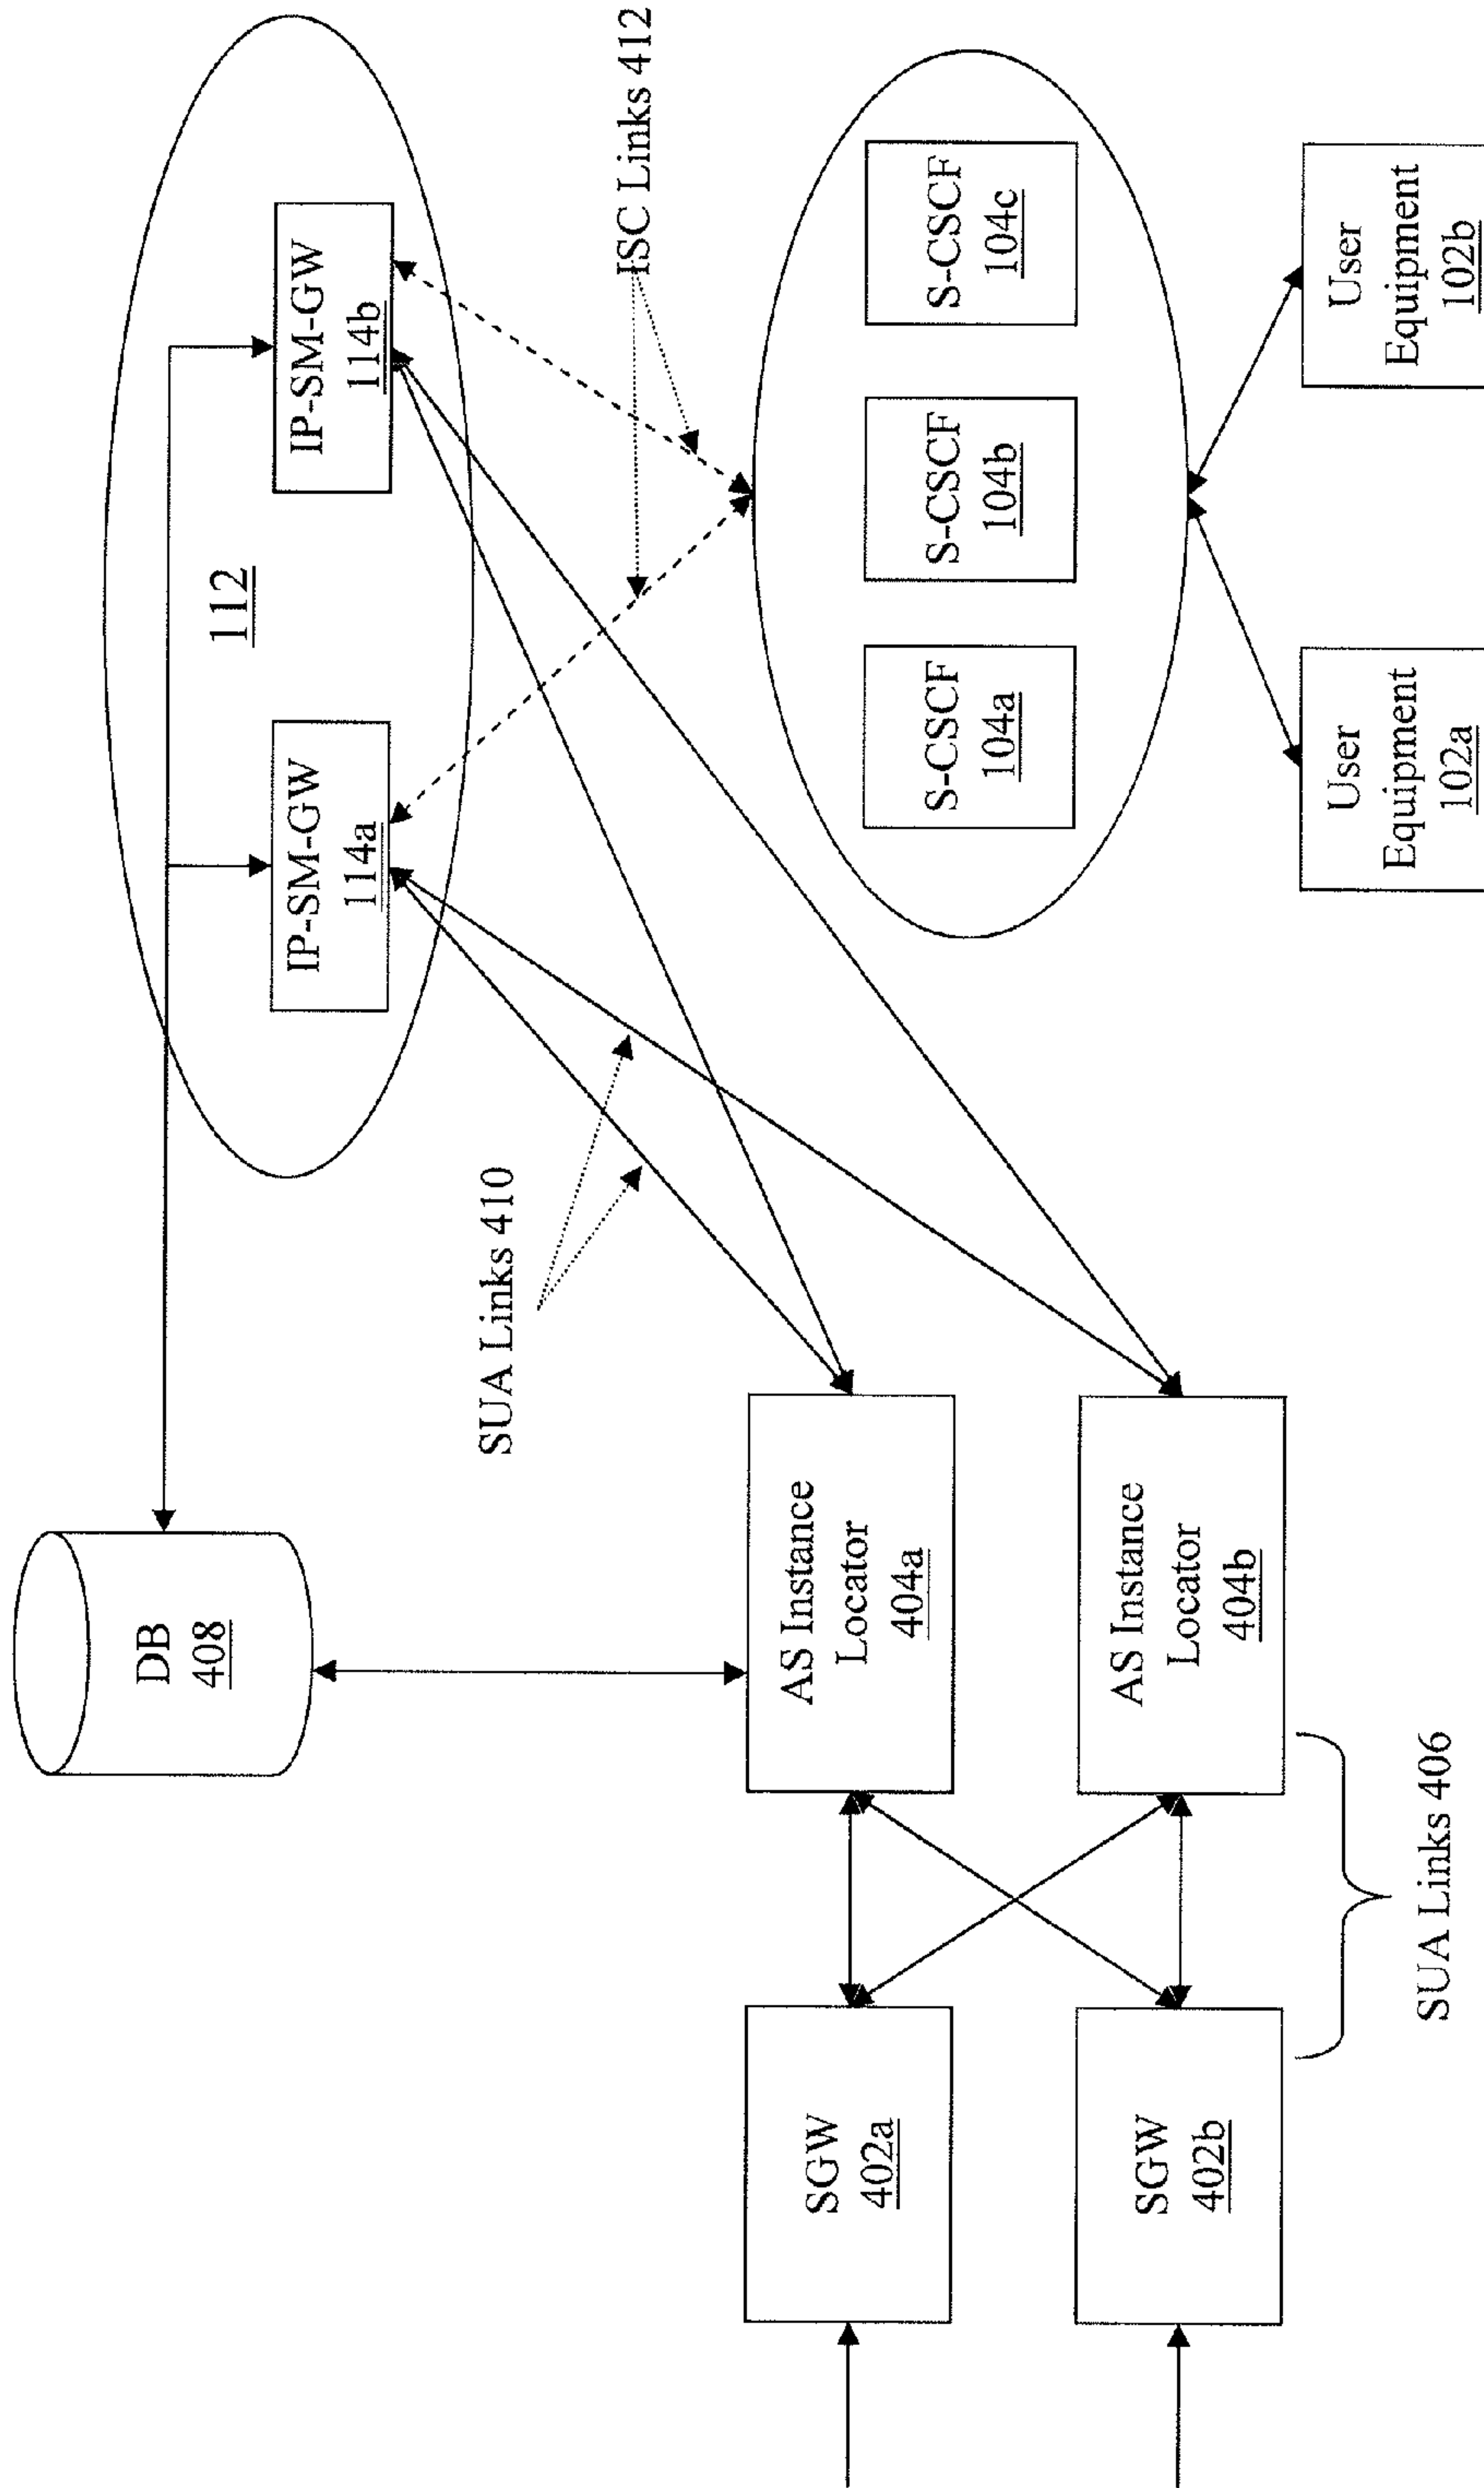 DB
408
112
IP-SM-GW
114a
IP-SM-GW
114b
SUA Links 410
ISC Links 412
SGW
402a
AS Instance
Locator
404a
SGW
402b
AS Instance
Locator
404b
SUA Links 406
S-CSCF
104a
S-CSCF
104b
S-CSCF
104c
User
Equipment
102a
User
Equipment
102b